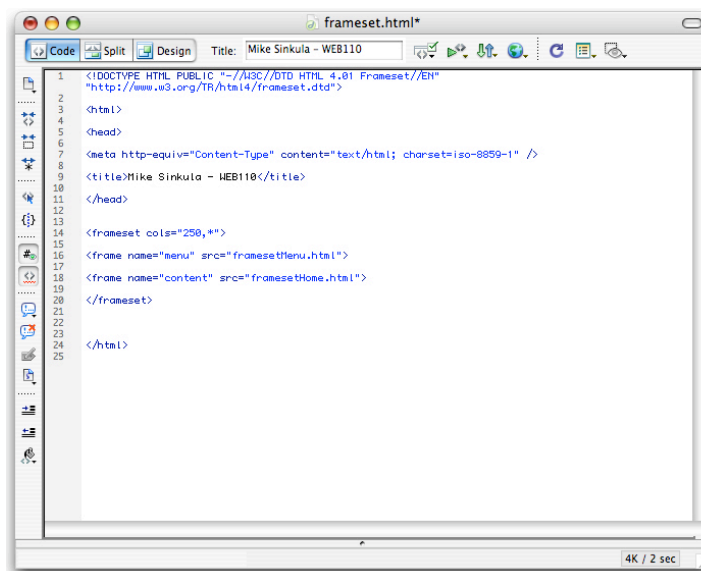 frameset.html*
Code Split Design Title: Mike Sinkula - WEB110
1 <!DOCTYPE HTML PUBLIC "-//W3C//DTD HTML 4.01 Frameset//EN"
"http://www.w3.org/TR/html4/frameset.dtd">
2
3 <html>
4
5 <head>
6
7 <meta http-equiv="Content-Type" content="text/html; charset=iso-8859-1" />
8
9 <title>Mike Sinkula - WEB110</title>
10
11 </head>
12
13
14 <frameset cols="250,*">
15
16 <frame name="menu" src="framesetMenu.html">
17
18 <frame name="content" src="framesetHome.html">
19
20 </frameset>
21
22
23
24 </html>
25
4K / 2 sec